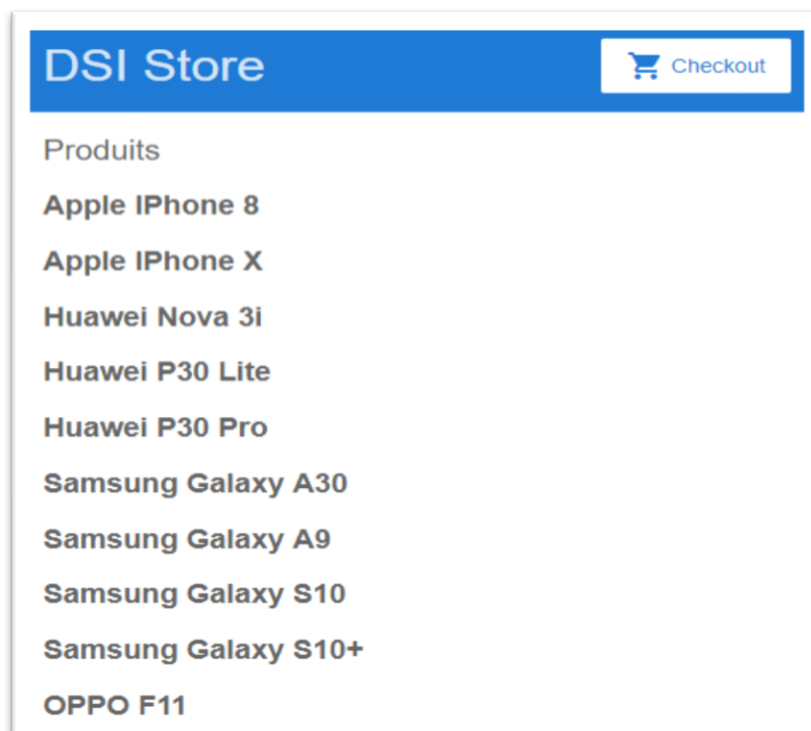 DSI Store
Checkout
Produits
Apple IPhone 8
Apple IPhone X
Huawei Nova 3i
Huawei P30 Lite
Huawei P30 Pro
Samsung Galaxy A30
Samsung Galaxy A9
Samsung Galaxy S10
Samsung Galaxy S10+
OPPO F11